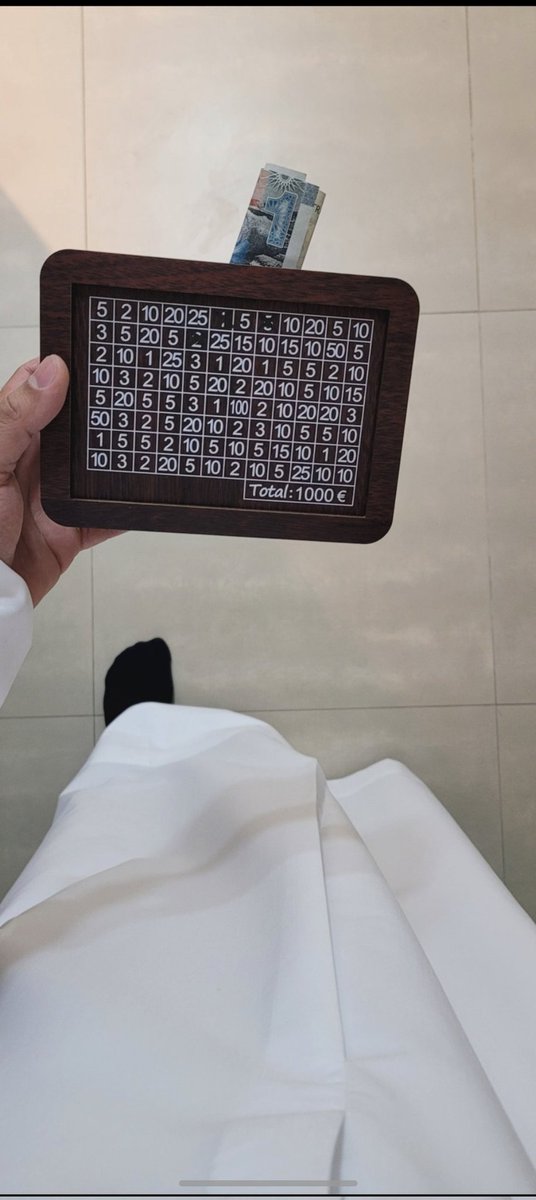 1
5 2 10 20 25 5 10 20 5 10
3 5 20 5 25 15 10 15 10 50 5
2 10 1 25 3 1 20 1 5 5 2 10
10 3 2 10 5 20 2 20 10 5 10 15
5 20 5 5 3 1 100 2 10 20 20 3
50 3 2 5 20 10 2 3 10 5 5 10
1 5 5 2 10 5 10 5 15 10 1 20
10 3 2 20 5 10 2 10 5 25 10 10
Total:1000 €